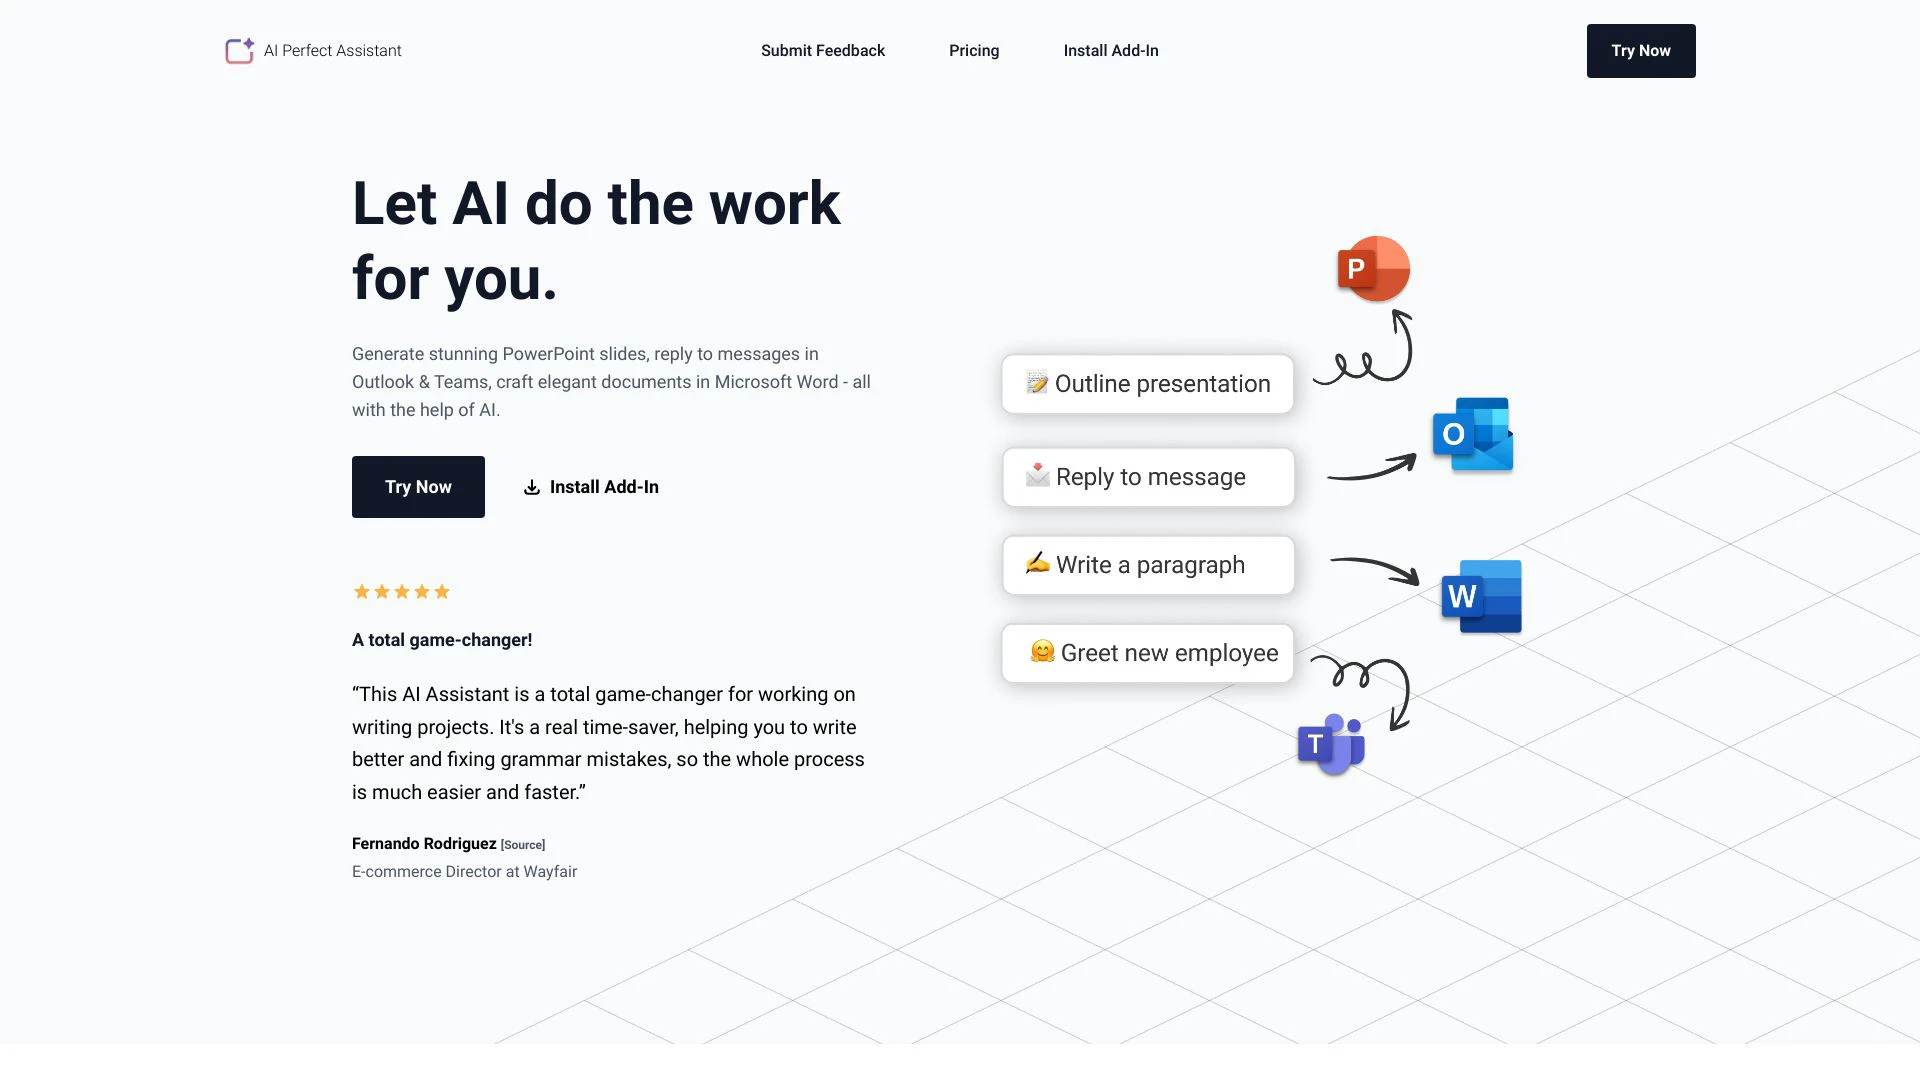 AI Perfect Assistant
Submit Feedback
Pricing
Install Add-In
Try Now
Let AI do the work
for you.
Generate stunning PowerPoint slides, reply to messages in
Outlook & Teams, craft elegant documents in Microsoft Word - all
with the help of AI.
Try Now
Install Add-In
A total game-changer!
“This AI Assistant is a total game-changer for working on
writing projects. It's a real time-saver, helping you to write
better and fixing grammar mistakes, so the whole process
is much easier and faster.”
Fernando Rodriguez [Source]
E-commerce Director at Wayfair
Outline presentation
Reply to message
Write a paragraph
Greet new employee
P
O
W
T